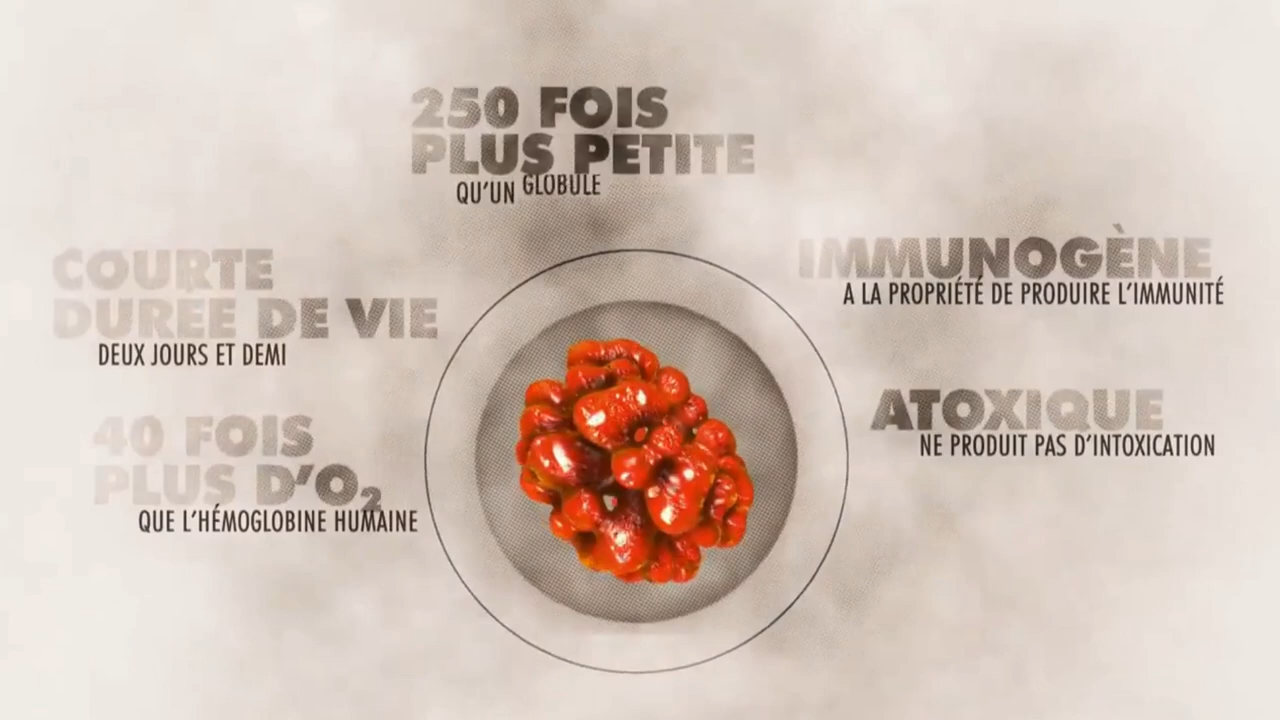 250 FOIS
PLUS PETITE
QU'UN GLOBULE
COURTE
DURÉE DE VIE
DEUX JOURS ET DEMI
40 FOIS
PLUS D'O₂
QUE L'HÉMOGLOBINE HUMAINE
IMMUNOGÈNE
A LA PROPRIÉTÉ DE PRODUIRE L'IMMUNITÉ
ATOXIQUE
NE PRODUIT PAS D'INTOXICATION